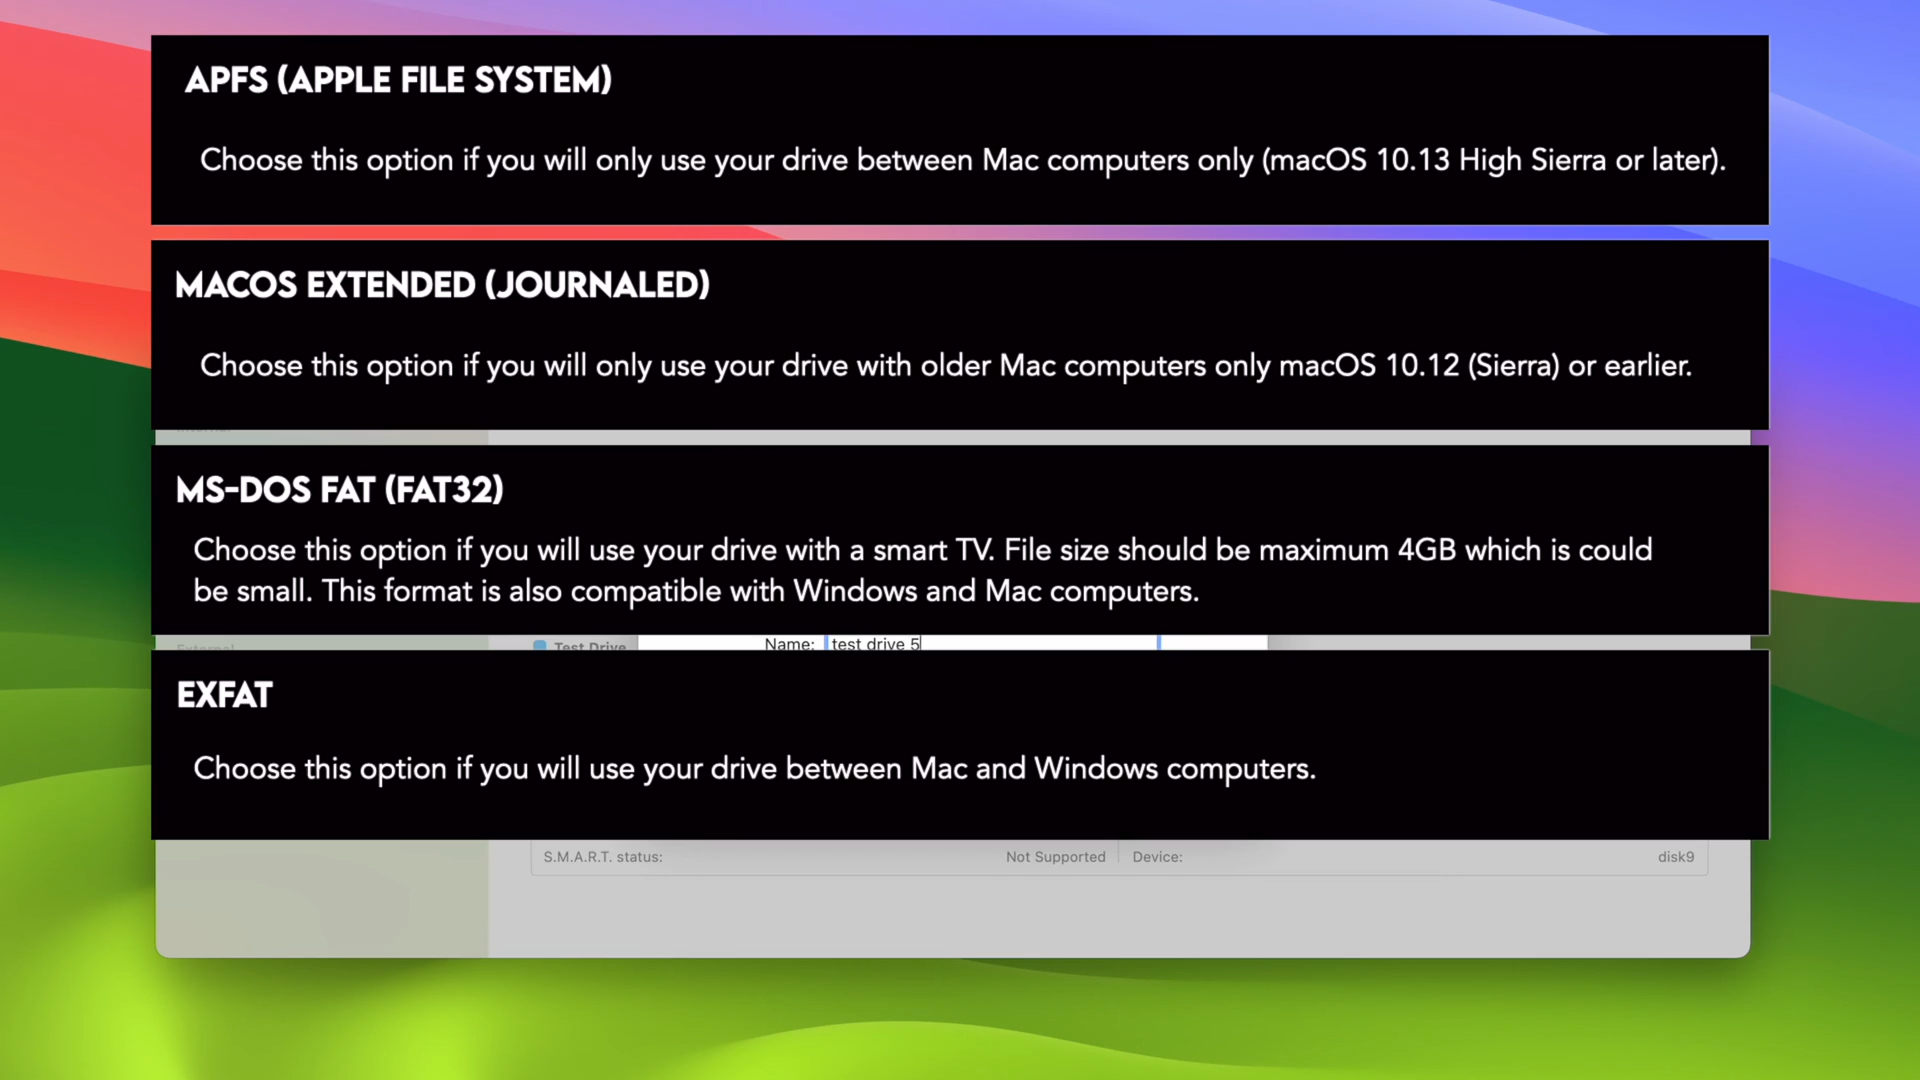 APFS (APPLE FILE SYSTEM)
Choose this option if you will only use your drive between Mac computers only (macOS 10.13 High Sierra or later).
MACOS EXTENDED (JOURNALED)
Choose this option if you will only use your drive with older Mac computers only macOS 10.12 (Sierra) or earlier.
MS-DOS FAT (FAT32)
Choose this option if you will use your drive with a smart TV. File size should be maximum 4GB which is could
be small. This format is also compatible with Windows and Mac computers.
External
Test Drive
Name: test drive 5
EXFAT
Choose this option if you will use your drive between Mac and Windows computers.
S.M.A.R.T. status: Not Supported Device: disk9